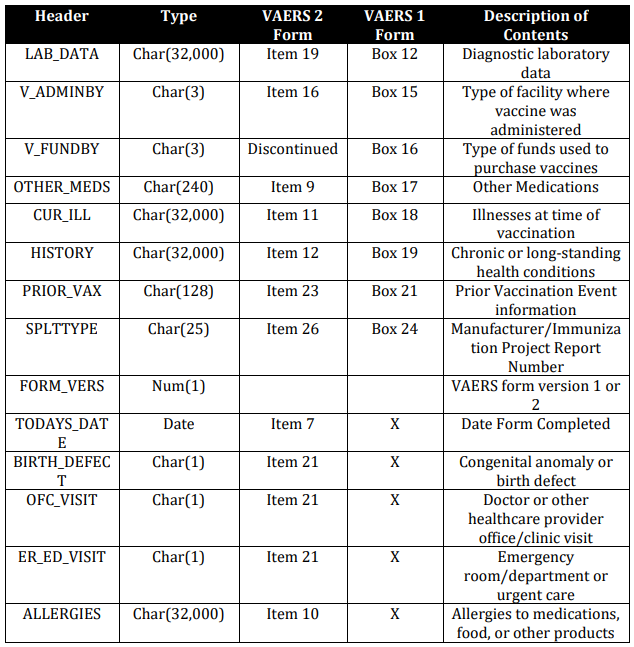 Header Type VAERS 2 Form VAERS 1 Form Description of Contents
LAB_DATA Char(32,000) Item 19 Box 12 Diagnostic laboratory data
V_ADMINBY Char(3) Item 16 Box 15 Type of facility where vaccine was administered
V_FUNDBY Char(3) Discontinued Box 16 Type of funds used to purchase vaccines
OTHER_MEDS Char(240) Item 9 Box 17 Other Medications
CUR_ILL Char(32,000) Item 11 Box 18 Illnesses at time of vaccination
HISTORY Char(32,000) Item 12 Box 19 Chronic or long-standing health conditions
PRIOR_VAX Char(128) Item 23 Box 21 Prior Vaccination Event information
SPLTTYPE Char(25) Item 26 Box 24 Manufacturer/Immunization Project Report Number
FORM_VERS Num(1) VAERS form version 1 or 2
TODAYS_DATE Date Item 7 X Date Form Completed
BIRTH_DEFECT Char(1) Item 21 X Congenital anomaly or birth defect
OFC_VISIT Char(1) Item 21 X Doctor or other healthcare provider office/clinic visit
ER_ED_VISIT Char(1) Item 21 X Emergency room/department or urgent care
ALLERGIES Char(32,000) Item 10 X Allergies to medications, food, or other products